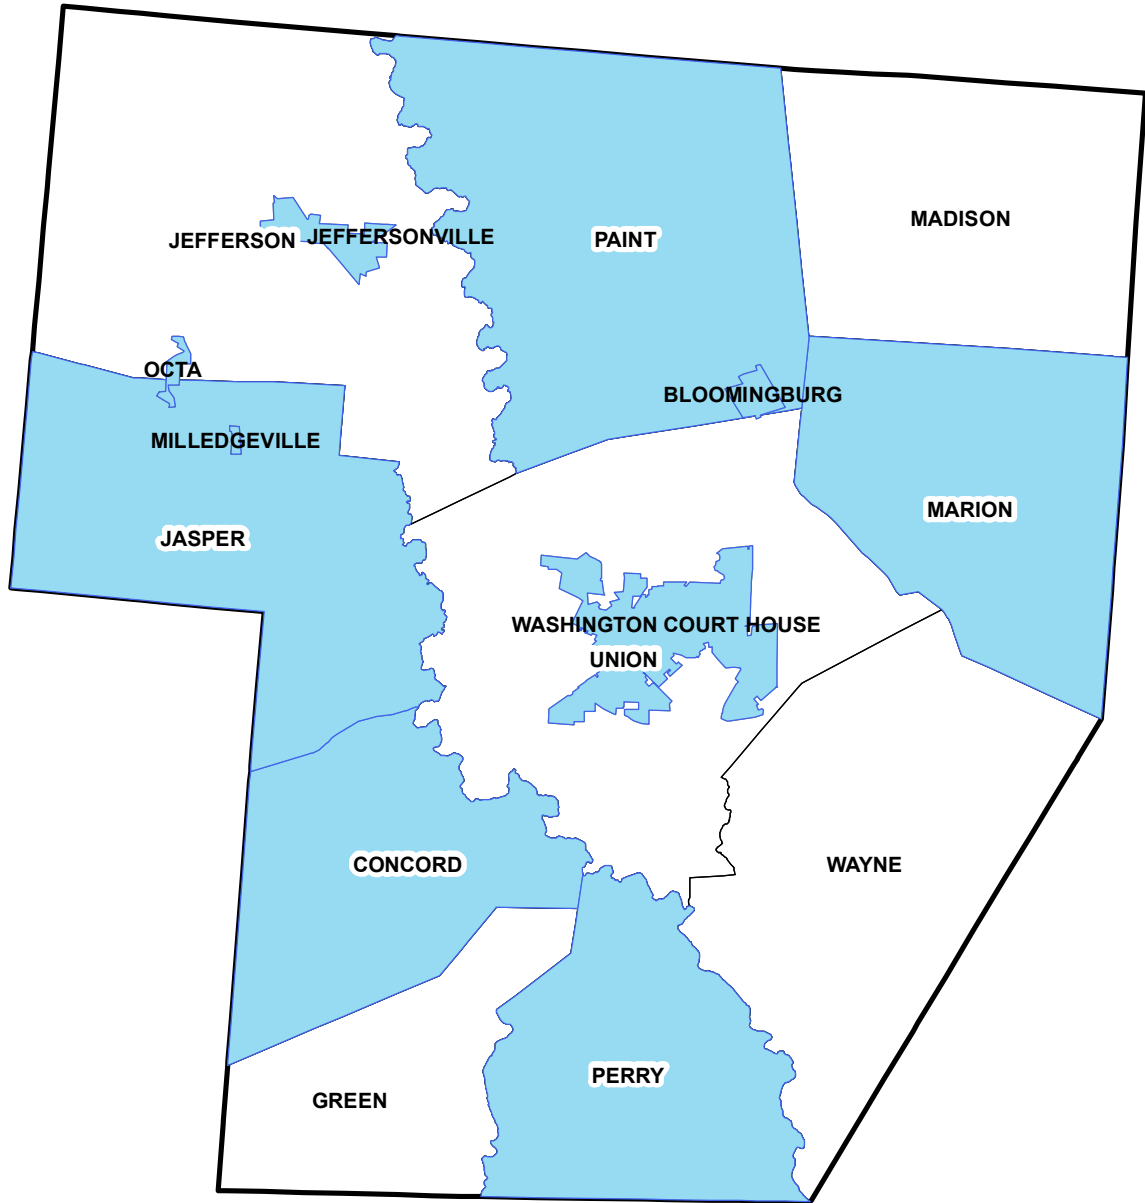 MADISON
JEFFERSON
JEFFERSONVILLE
PAINT
OCTA
BLOOMINGBURG
MILLEDGEVILLE
MARION
JASPER
WASHINGTON COURT HOUSE
UNION
CONCORD
WAYNE
PERRY
GREEN